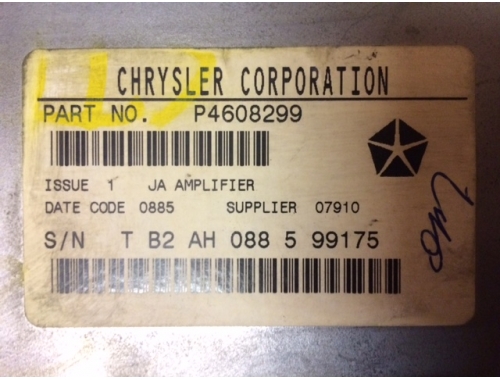 CHRYSLER CORPORATION
PART NO. P4608299
ISSUE 1 JA AMPLIFIER
DATE CODE 0885 SUPPLIER 07910
S/N T B2 AH 088 5 99175